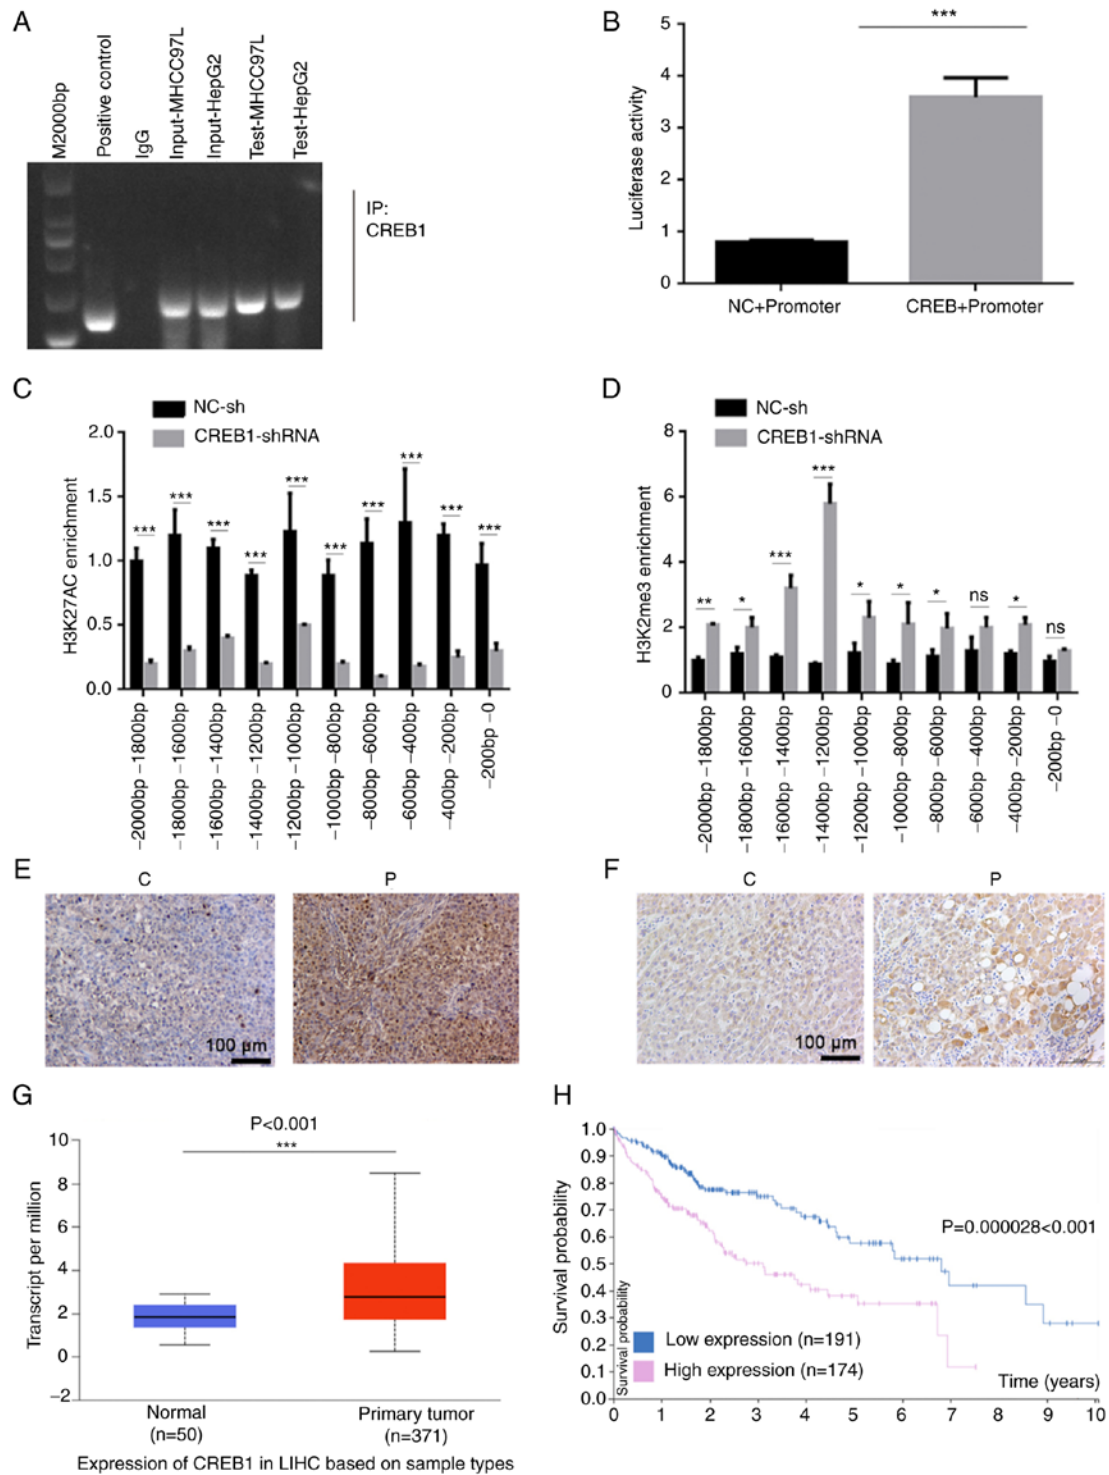 A
M2000bp
Positive control
IgG
Input-MHCC97L
Input-HepG2
Test-MHCC97L
Test-HepG2
IP:
CREB1
B
***
Luciferase activity
5
4
3
2
1
0
NC+Promoter
CREB+Promoter
C
NC-sh
CREB1-shRNA
H3K27AC enrichment
2.0
1.5
1.0
0.5
0.0
*** *** *** *** *** *** *** *** *** ***
−2000bp −1800bp
−1800bp −1600bp
−1600bp −1400bp
−1400bp −1200bp
−1200bp −1000bp
−1000bp −800bp
−800bp −600bp
−600bp −400bp
−400bp −200bp
−200bp −0
D
NC-sh
CREB1-shRNA
H3K2me3 enrichment
8
6
4
2
0
** * *** *** * * * ns * ns
−2000bp −1800bp
−1800bp −1600bp
−1600bp −1400bp
−1400bp −1200bp
−1200bp −1000bp
−1000bp −800bp
−800bp −600bp
−600bp −400bp
−400bp −200bp
−200bp −0
E
C
P
100 µm
F
C
P
100 µm
G
P<0.001
***
Transcript per million
10
8
6
4
2
0
−2
Normal
(n=50)
Primary tumor
(n=371)
Expression of CREB1 in LIHC based on sample types
H
Survival probability
1.0
0.9
0.8
0.7
0.6
0.5
0.4
0.3
0.2
0.1
0.0
P=0.000028<0.001
Survival probability
Low expression (n=191)
High expression (n=174)
Time (years)
0 1 2 3 4 5 6 7 8 9 10